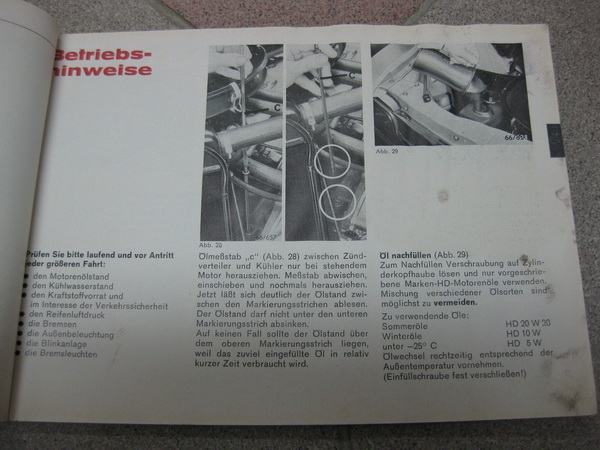 Betriebs-
hinweise
Prüfen Sie bitte laufend und vor Antritt
jeder größeren Fahrt:
den Motorenölstand
den Kühlwasserstand
den Kraftstoffvorrat und
im Interesse der Verkehrssicherheit
den Reifenluftdruck
die Bremsen
die Außenbeleuchtung
die Blinkanlage
die Bremsleuchten
C
C
66/657
Abb. 28
Ölmeßstab „c" (Abb. 28) zwischen Zünd-
verteiler und Kühler nur bei stehendem
Motor herausziehen. Meßstab abwischen,
einschieben und nochmals herausziehen.
Jetzt läßt sich deutlich der Ölstand zwi-
schen den Markierungsstrichen ablesen.
Der Ölstand darf nicht unter den unteren
Markierungsstrich absinken.
Auf keinen Fall sollte der Ölstand über
dem oberen Markierungsstrich liegen,
weil das zuviel eingefüllte Öl in relativ
kurzer Zeit verbraucht wird.
66/658
Abb. 29
Öl nachfüllen (Abb. 29)
Zum Nachfüllen Verschraubung auf Zylin-
derkopfhaube lösen und nur vorgeschrie-
bene Marken-HD-Motorenöle verwenden.
Mischung verschiedener Ölsorten sind
möglichst zu vermeiden.
Zu verwendende Öle:
Sommeröle HD 20 W 20
Winteröle HD 10 W
unter −25° C HD 5 W
Ölwechsel rechtzeitig entsprechend der
Außentemperatur vornehmen.
(Einfüllschraube fest verschließen!)